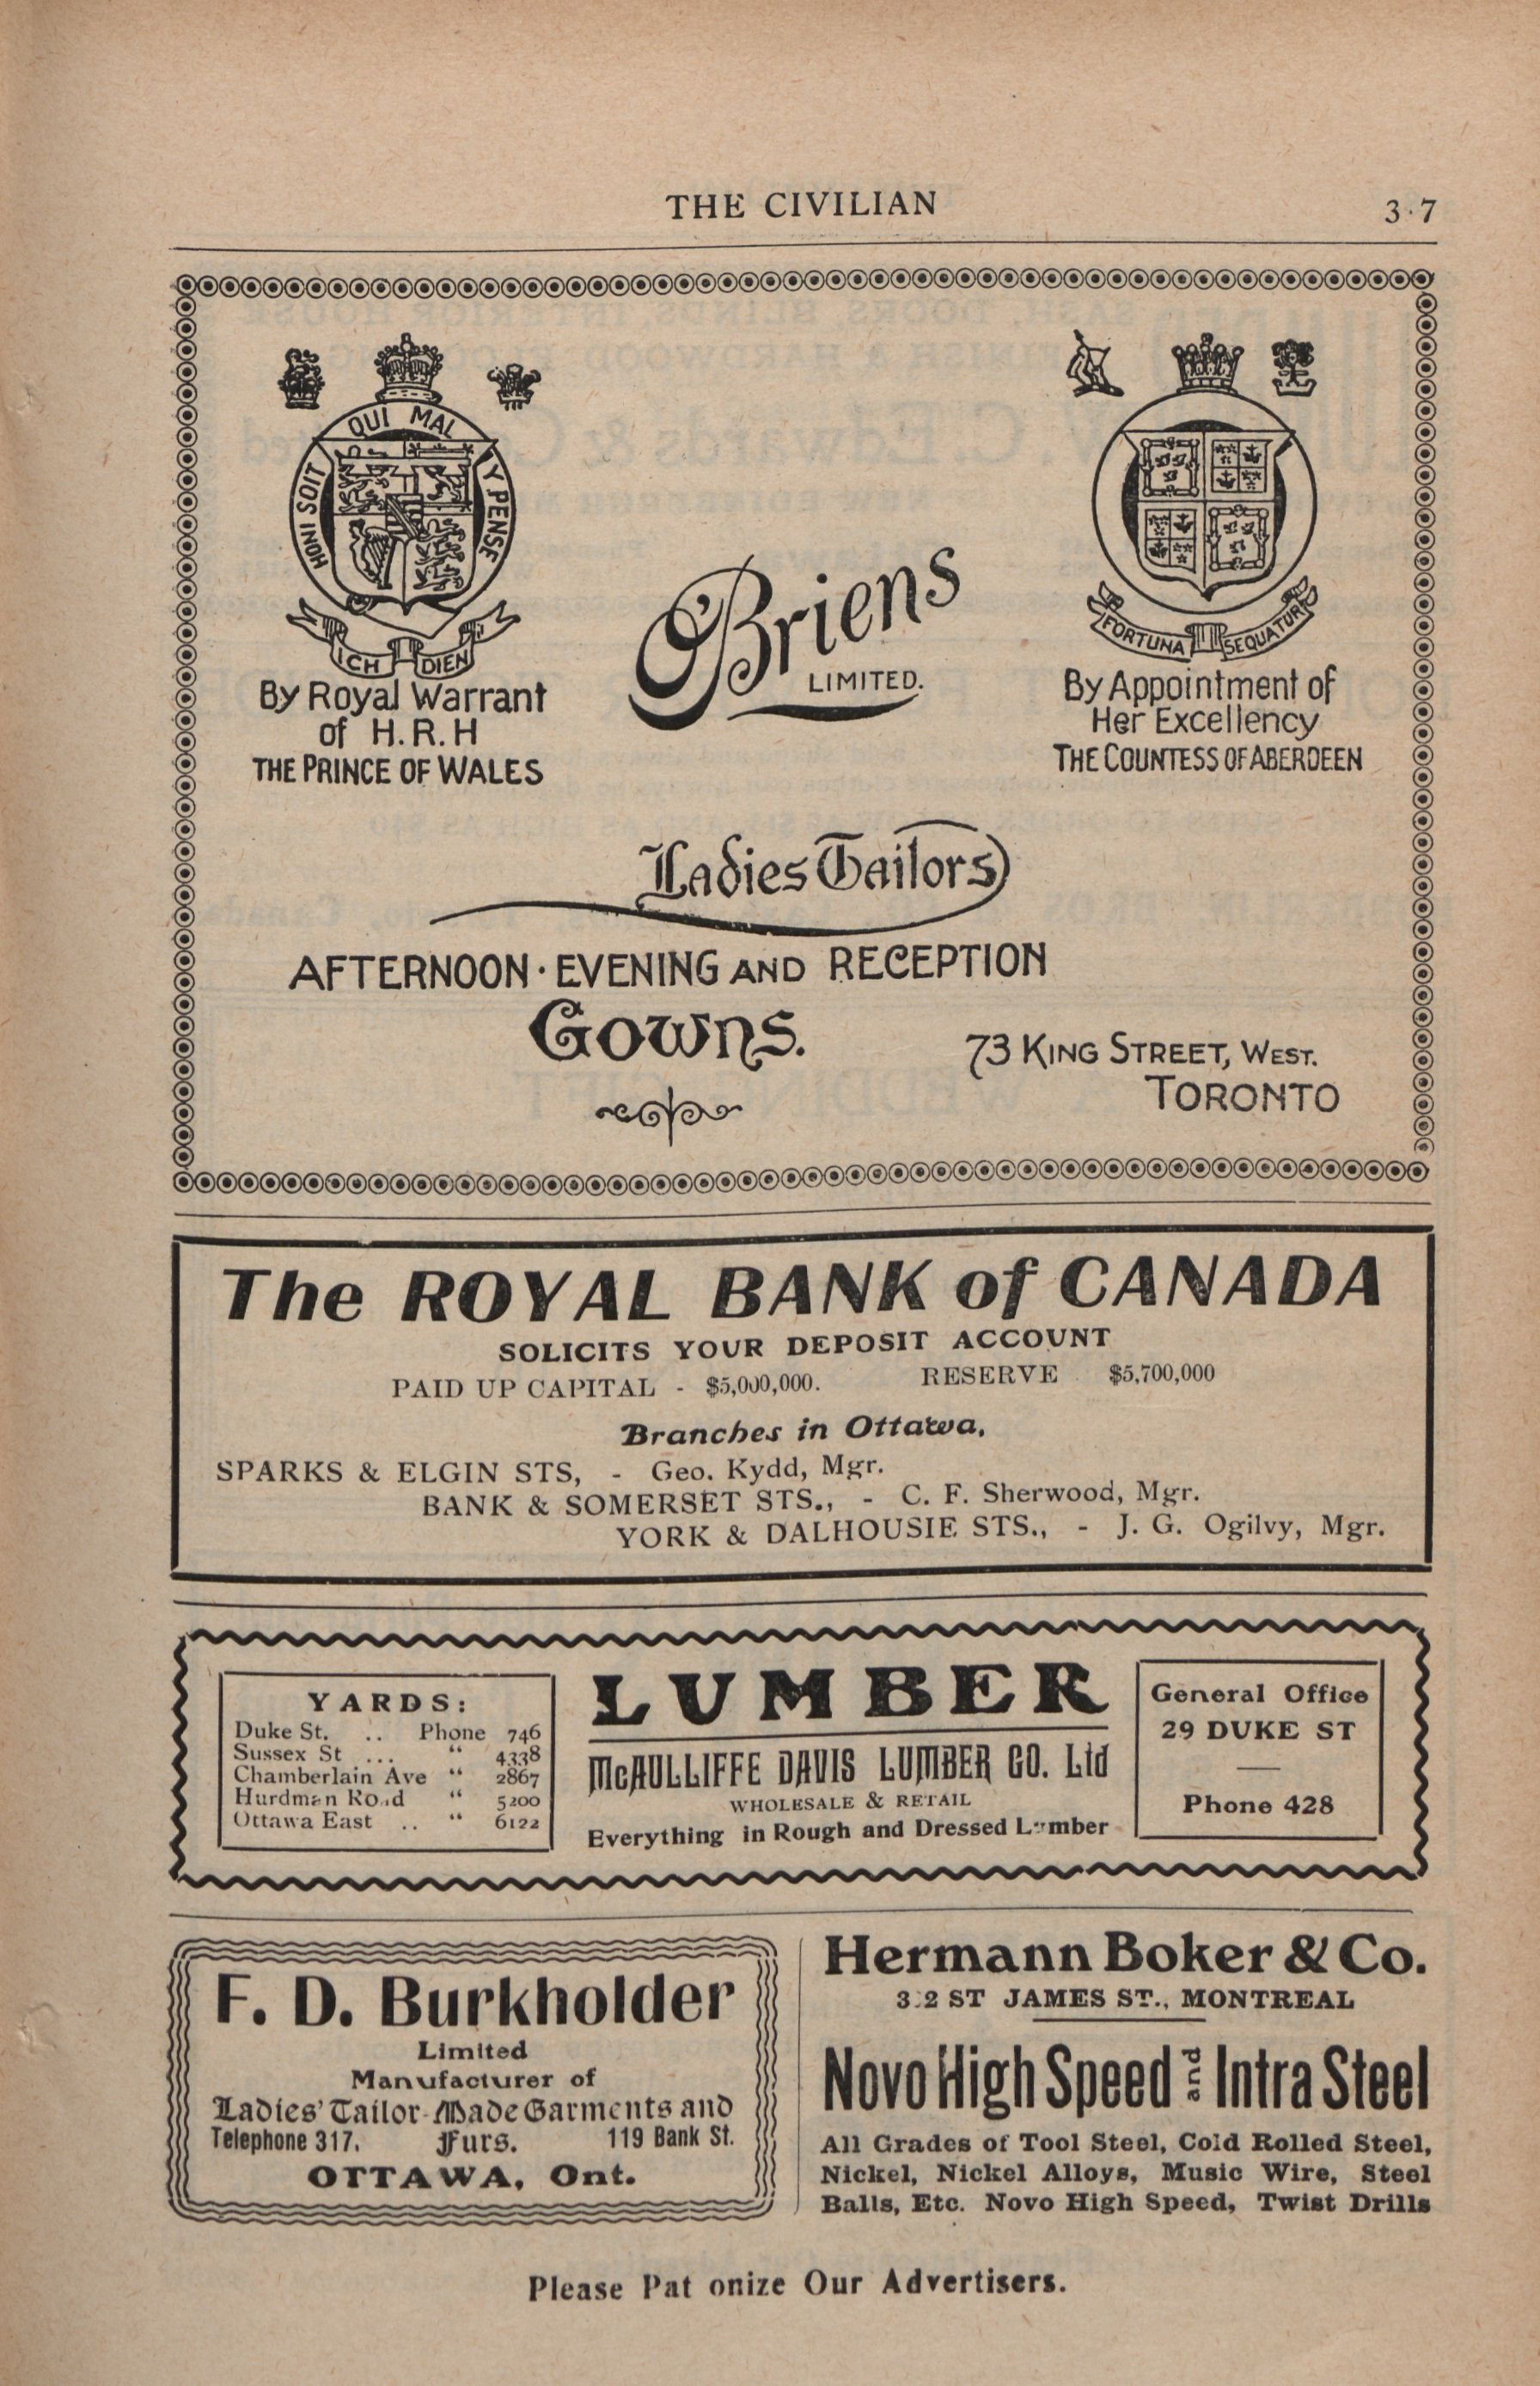 THE CIVILIAN 3 7
HONI SOIT QUI MAL Y PENSE
ICH DIEN
By Royal Warrant
of H.R.H
THE PRINCE OF WALES
O'Briens
LIMITED.
FORTUNA SEQUATUR
By Appointment of
Her Excellency
THE COUNTESS OF ABERDEEN
Ladies Tailors
AFTERNOON · EVENING AND RECEPTION
GOWNS.
73 KING STREET, WEST.
TORONTO
The ROYAL BANK of CANADA
SOLICITS YOUR DEPOSIT ACCOUNT
PAID UP CAPITAL - $5,000,000. RESERVE $5,700,000
Branches in Ottawa,
SPARKS & ELGIN STS, - Geo. Kydd, Mgr.
BANK & SOMERSET STS., - C. F. Sherwood, Mgr.
YORK & DALHOUSIE STS., - J. G. Ogilvy, Mgr.
YARDS:
Duke St. .. Phone 746
Sussex St ... " 4338
Chamberlain Ave " 2867
Hurdman Road " 5200
Ottawa East .. " 6122
LUMBER
McAULLIFFE DAVIS LUMBER CO. Ltd
WHOLESALE & RETAIL
Everything in Rough and Dressed Lumber
General Office
29 DUKE ST
Phone 428
F. D. Burkholder
Limited
Manufacturer of
Ladies' Tailor-Made Garments and
Telephone 317. Furs. 119 Bank St.
OTTAWA, Ont.
Hermann Boker & Co.
3 2 ST JAMES ST., MONTREAL
Novo High Speed and Intra Steel
All Grades of Tool Steel, Cold Rolled Steel,
Nickel, Nickel Alloys, Music Wire, Steel
Balls, Etc. Novo High Speed, Twist Drills
Please Pat onize Our Advertisers.